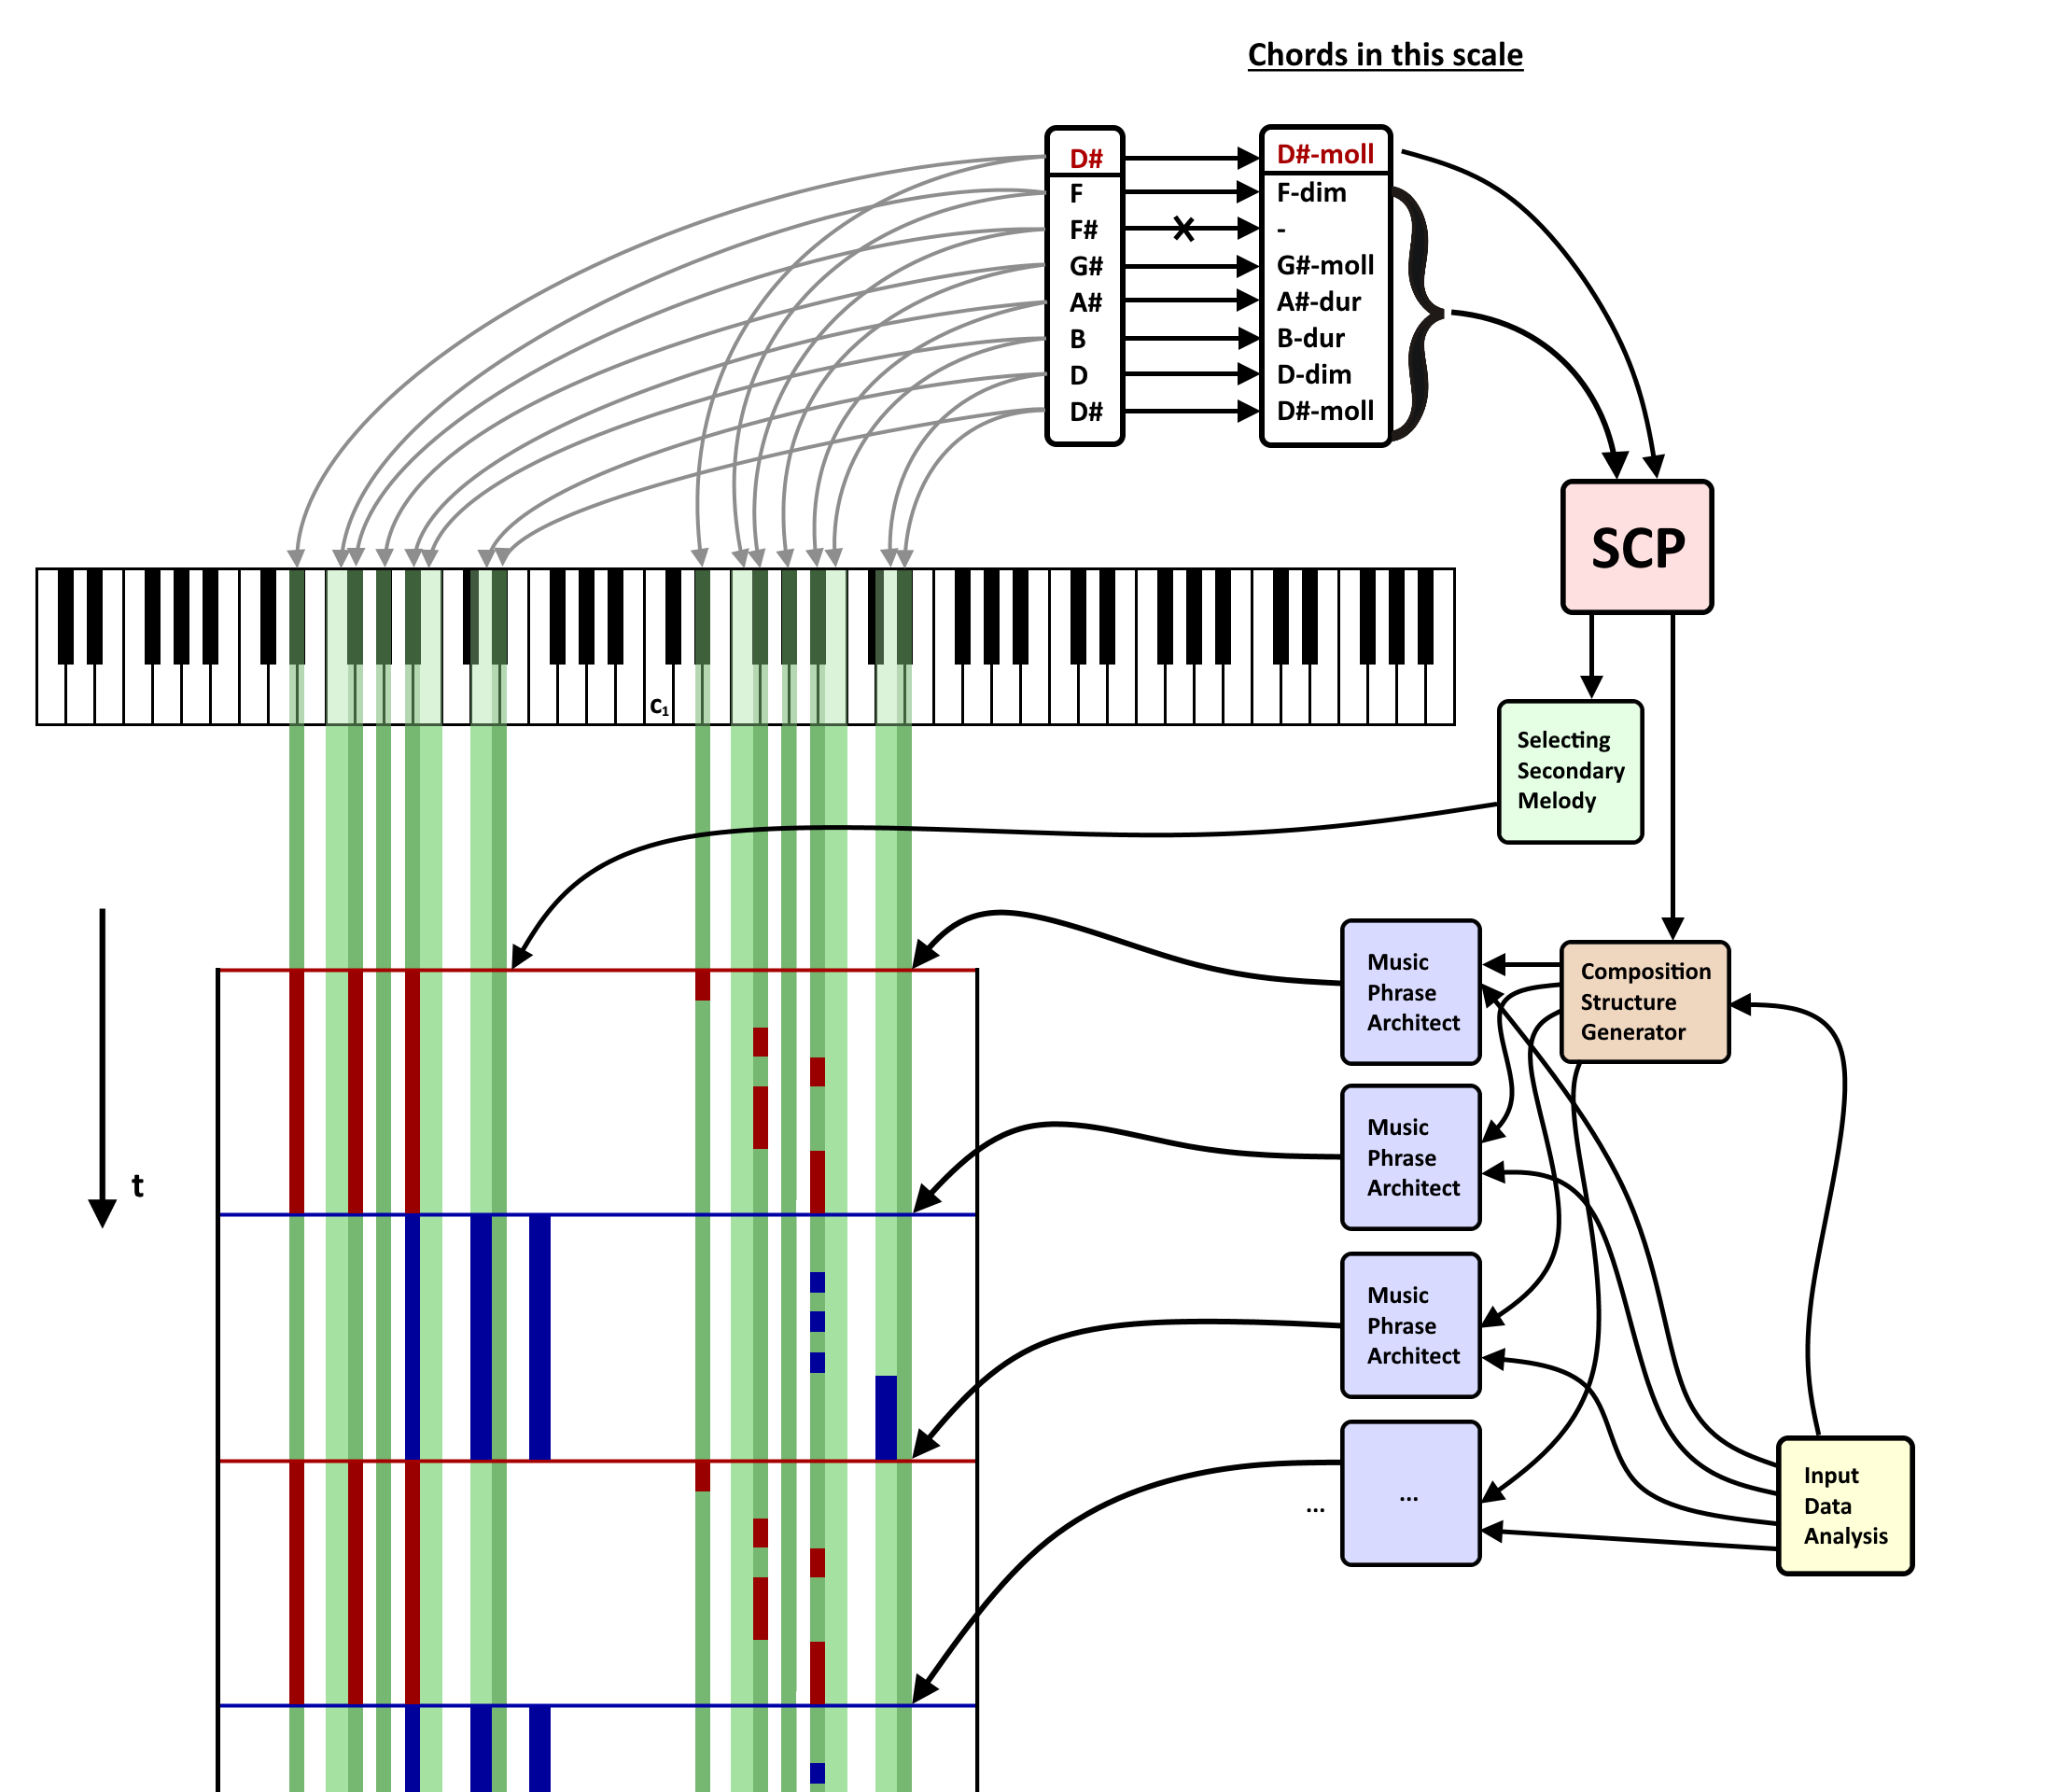 Chords in this scale
D#
F
F#
G#
A#
B
D
D#
D#-moll
F-dim
-
G#-moll
A#-dur
B-dur
D-dim
D#-moll
SCP
c1
Selecting
Secondary
Melody
t
Music
Phrase
Architect
Composition
Structure
Generator
Music
Phrase
Architect
Music
Phrase
Architect
...
...
Input
Data
Analysis